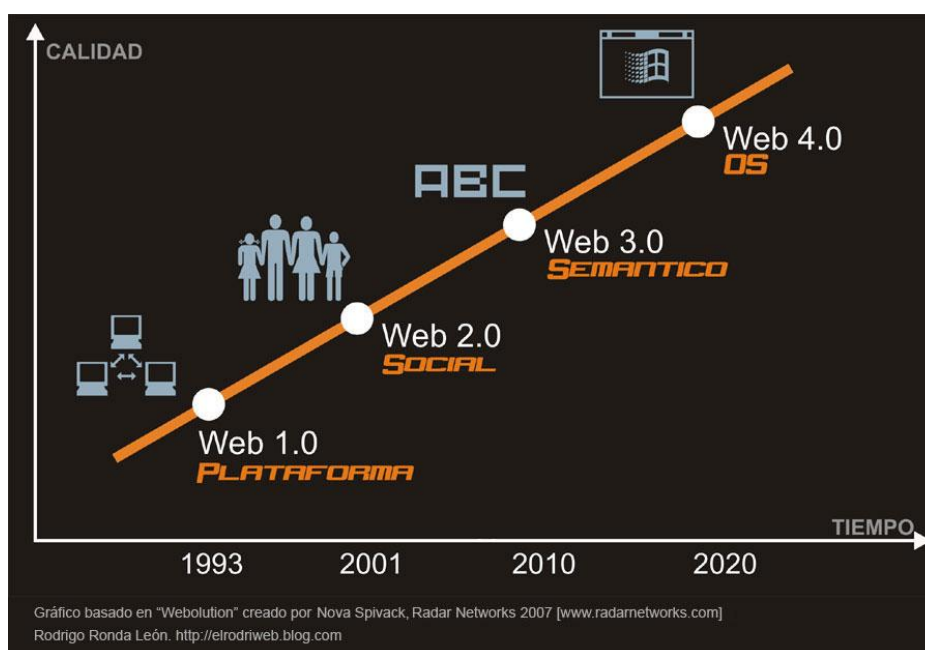 CALIDAD
Web 4.0
OS
ABC
Web 3.0
SEMANTICO
Web 2.0
SOCIAL
Web 1.0
PLATAFORMA
TIEMPO
1993 2001 2010 2020
Gráfico basado en “Webolution” creado por Nova Spivack, Radar Networks 2007 [www.radarnetworks.com]
Rodrigo Ronda León. http://elrodriweb.blog.com